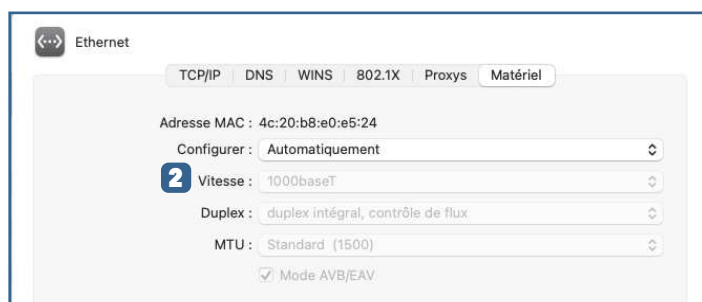 Ethernet
TCP/IP DNS WINS 802.1X Proxys Matériel
Adresse MAC : 4c:20:b8:e0:e5:24
Configurer : Automatiquement
2 Vitesse : 1000baseT
Duplex : duplex intégral, contrôle de flux
MTU : Standard (1500)
Mode AVB/EAV